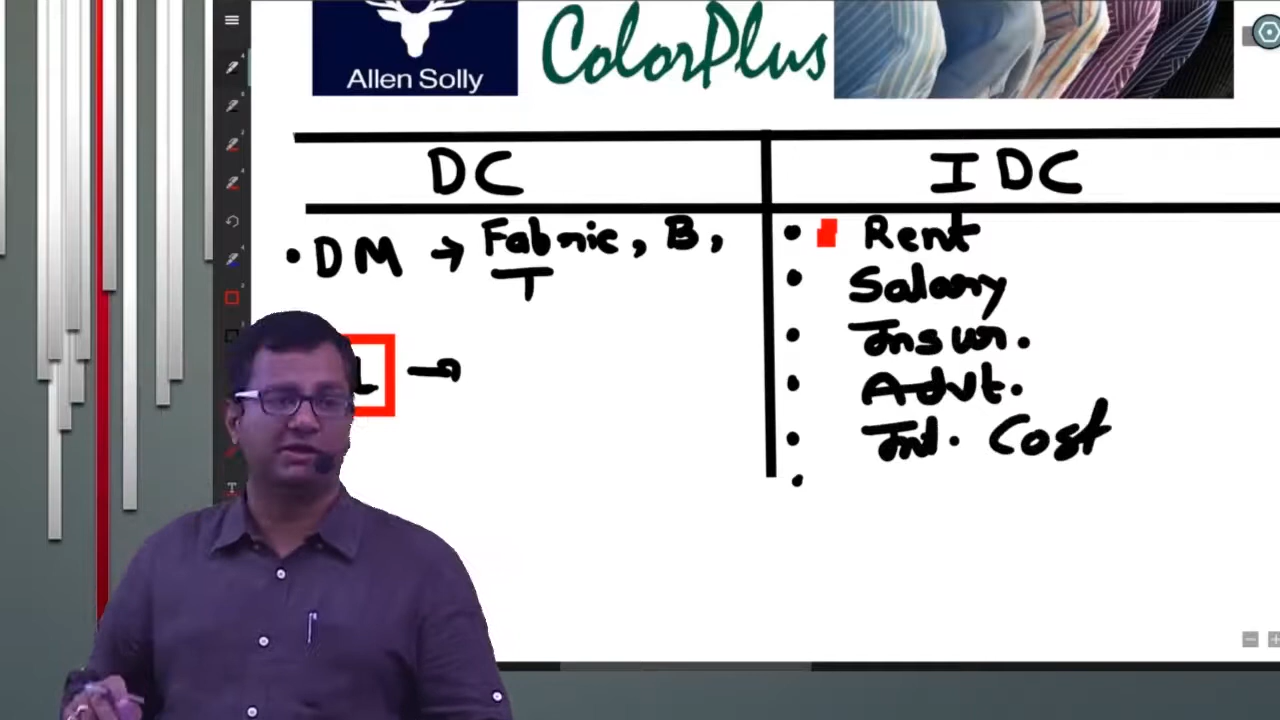 Allen Solly
ColorPlus
DC
IDC
• DM → Fabric, B,
T
L →
• Rent
• Salary
• Insur.
• Advt.
• Int. Cost
•